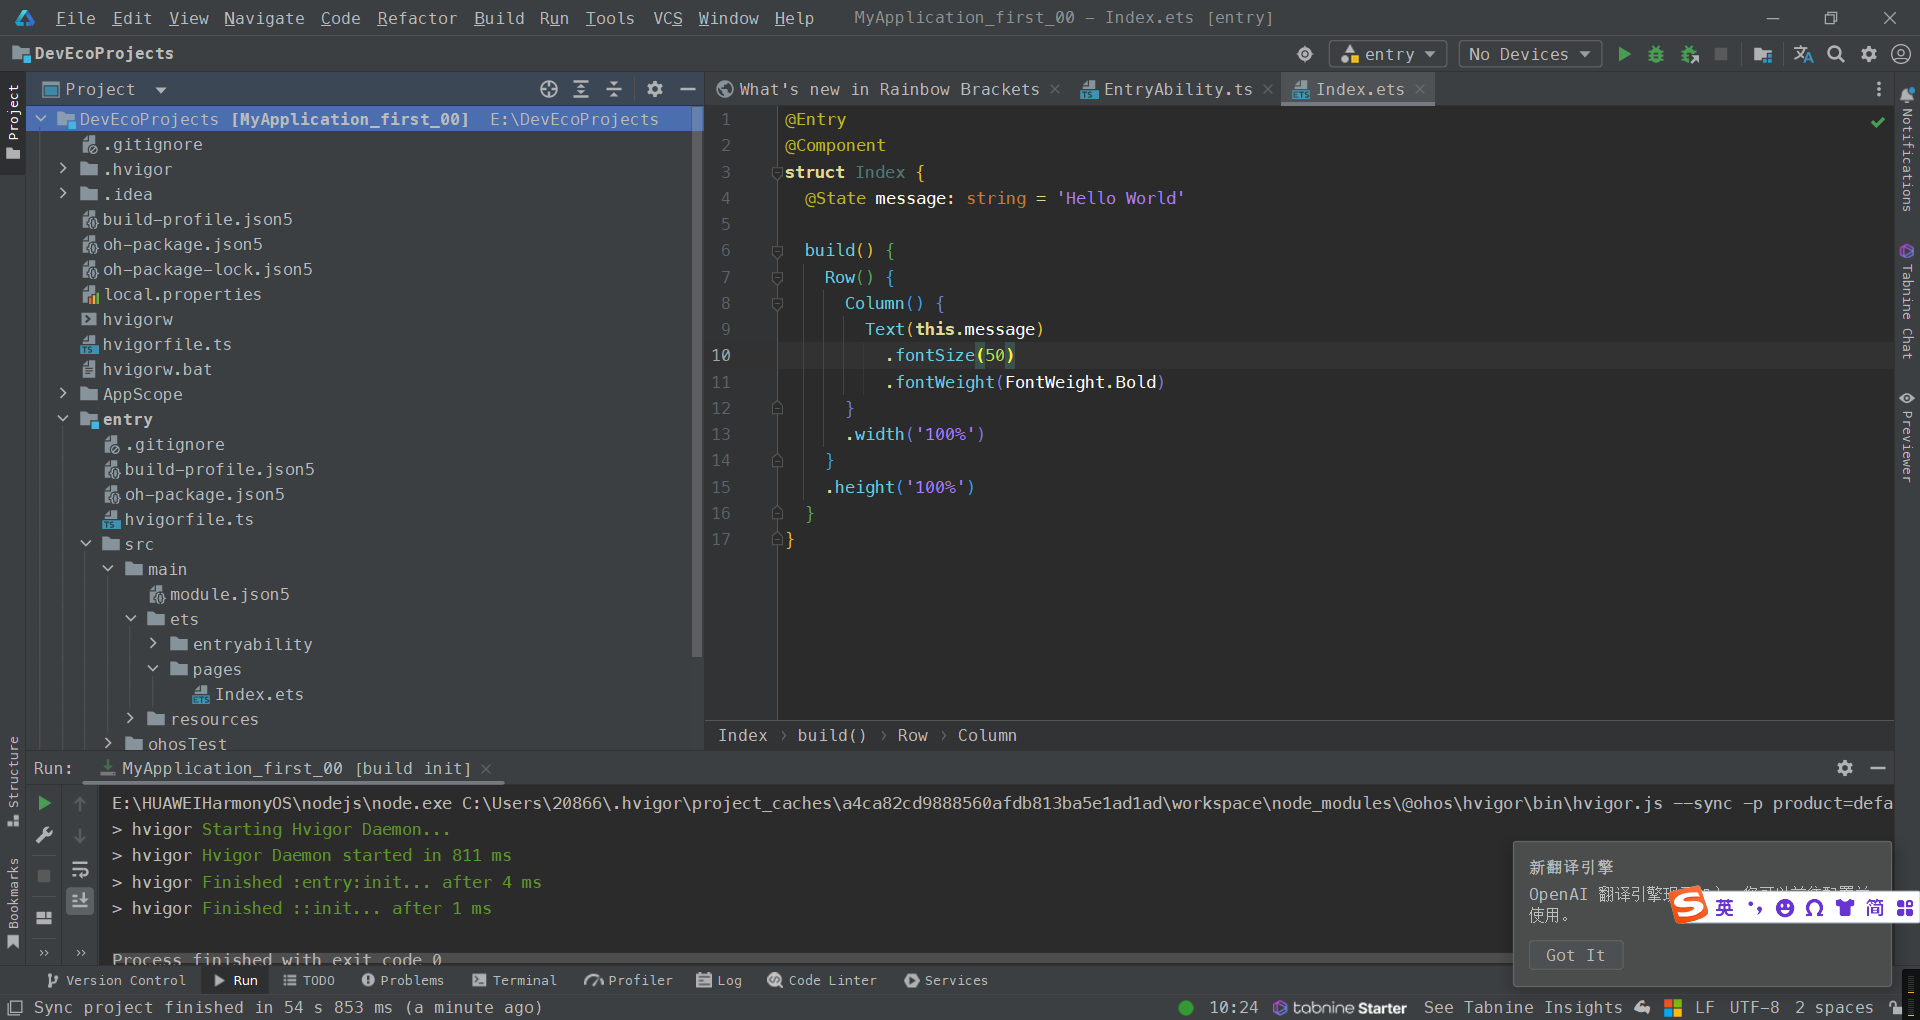 File Edit View Navigate Code Refactor Build Run Tools VCS Window Help MyApplication_first_00 – Index.ets [entry]
DevEcoProjects entry No Devices
Project
Project
What's new in Rainbow Brackets EntryAbility.ts Index.ets
DevEcoProjects [MyApplication_first_00] E:\DevEcoProjects
.gitignore
.hvigor
.idea
build-profile.json5
oh-package.json5
oh-package-lock.json5
local.properties
hvigorw
hvigorfile.ts
hvigorw.bat
AppScope
entry
.gitignore
build-profile.json5
oh-package.json5
hvigorfile.ts
src
main
module.json5
ets
entryability
pages
Index.ets
resources
ohosTest
1 @Entry
2 @Component
3 struct Index {
4 @State message: string = 'Hello World'
5
6 build() {
7 Row() {
8 Column() {
9 Text(this.message)
10 .fontSize(50)
11 .fontWeight(FontWeight.Bold)
12 }
13 .width('100%')
14 }
15 .height('100%')
16 }
17 }
Index › build() › Row › Column
Notifications
Tabnine Chat
Previewer
Structure
Bookmarks
Run: MyApplication_first_00 [build init]
E:\HUAWEIHarmonyOS\nodejs\node.exe C:\Users\20866\.hvigor\project_caches\a4ca82cd9888560afdb813ba5e1ad1ad\workspace\node_modules\@ohos\hvigor\bin\hvigor.js --sync -p product=defa
> hvigor Starting Hvigor Daemon...
> hvigor Hvigor Daemon started in 811 ms
> hvigor Finished :entry:init... after 4 ms
> hvigor Finished ::init... after 1 ms
Process finished with exit code 0
新翻译引擎
OpenAI 翻译引擎
使用。
Got It
英 简
Version Control Run TODO Problems Terminal Profiler Log Code Linter Services
Sync project finished in 54 s 853 ms (a minute ago) 10:24 tabnine Starter See Tabnine Insights LF UTF-8 2 spaces